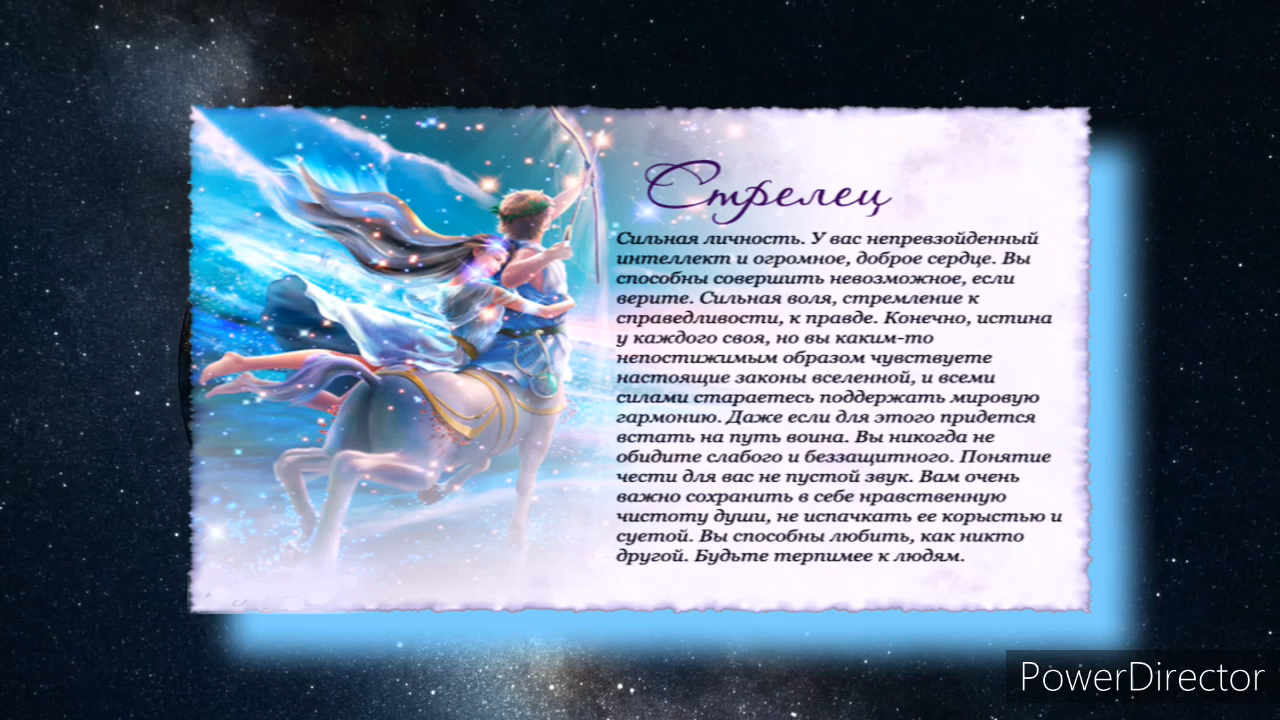 Стрелец
Сильная личность. У вас непревзойденный
интеллект и огромное, доброе сердце. Вы
способны совершить невозможное, если
верите. Сильная воля, стремление к
справедливости, к правде. Конечно, истина
у каждого своя, но вы каким-то
непостижимым образом чувствуете
настоящие законы вселенной, и всеми
силами стараетесь поддержать мировую
гармонию. Даже если для этого придется
встать на путь воина. Вы никогда не
обидите слабого и беззащитного. Понятие
чести для вас не пустой звук. Вам очень
важно сохранить в себе нравственную
чистоту души, не испачкать ее корыстью и
суетой. Вы способны любить, как никто
другой. Будьте терпимее к людям.
PowerDirector